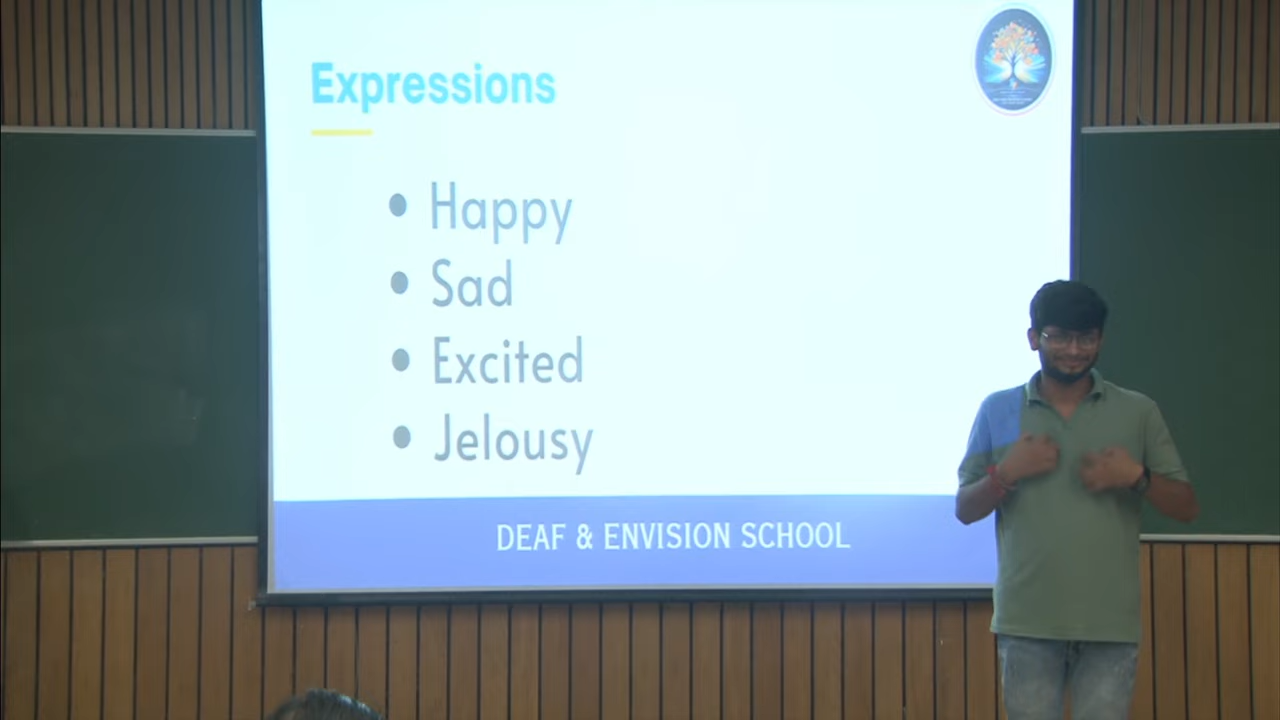 Expressions
• Happy
• Sad
• Excited
• Jelousy
DEAF & ENVISION SCHOOL